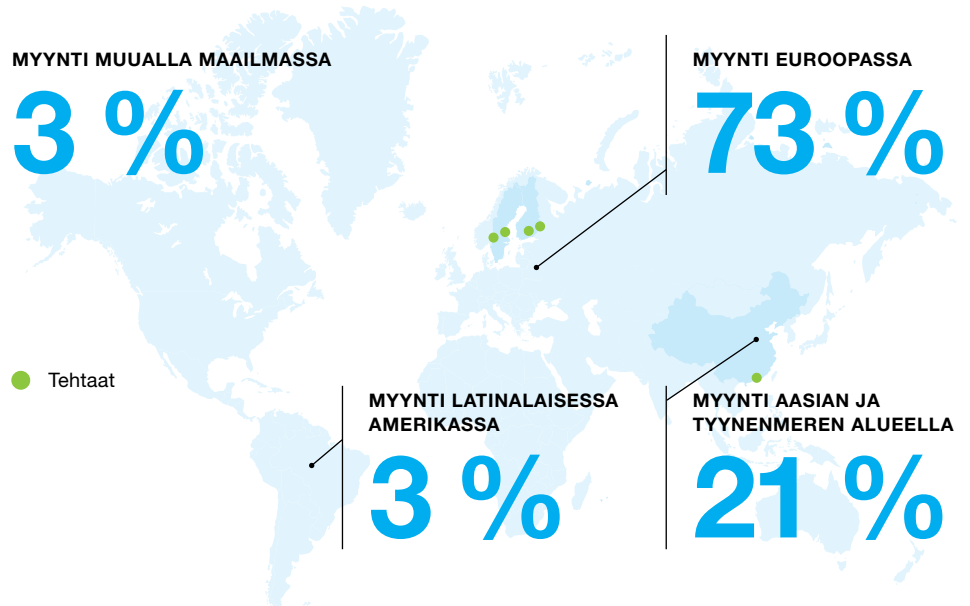 MYYNTI MUUALLA MAAILMASSA
3 %
MYYNTI EUROOPASSA
73 %
Tehtaat
MYYNTI LATINALAISESSA
AMERIKASSA
3 %
MYYNTI AASIAN JA
TYYNENMEREN ALUEELLA
21 %